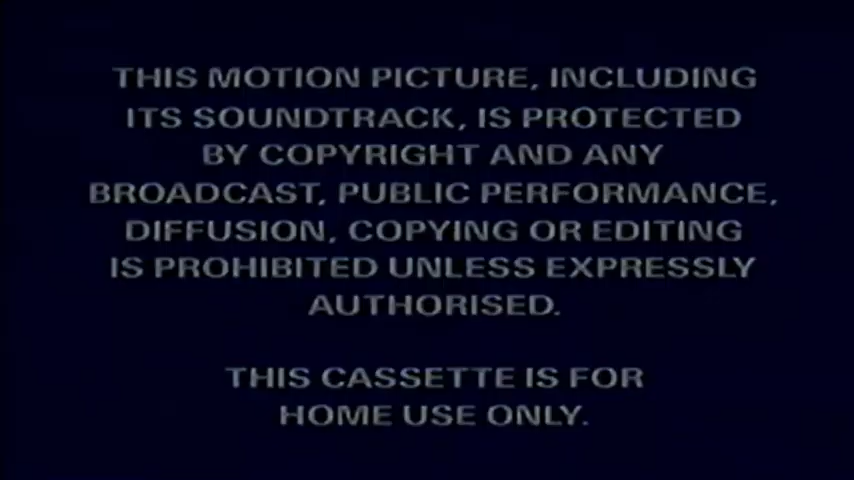 THIS MOTION PICTURE, INCLUDING
ITS SOUNDTRACK, IS PROTECTED
BY COPYRIGHT AND ANY
BROADCAST, PUBLIC PERFORMANCE,
DIFFUSION, COPYING OR EDITING
IS PROHIBITED UNLESS EXPRESSLY
AUTHORISED.
THIS CASSETTE IS FOR
HOME USE ONLY.